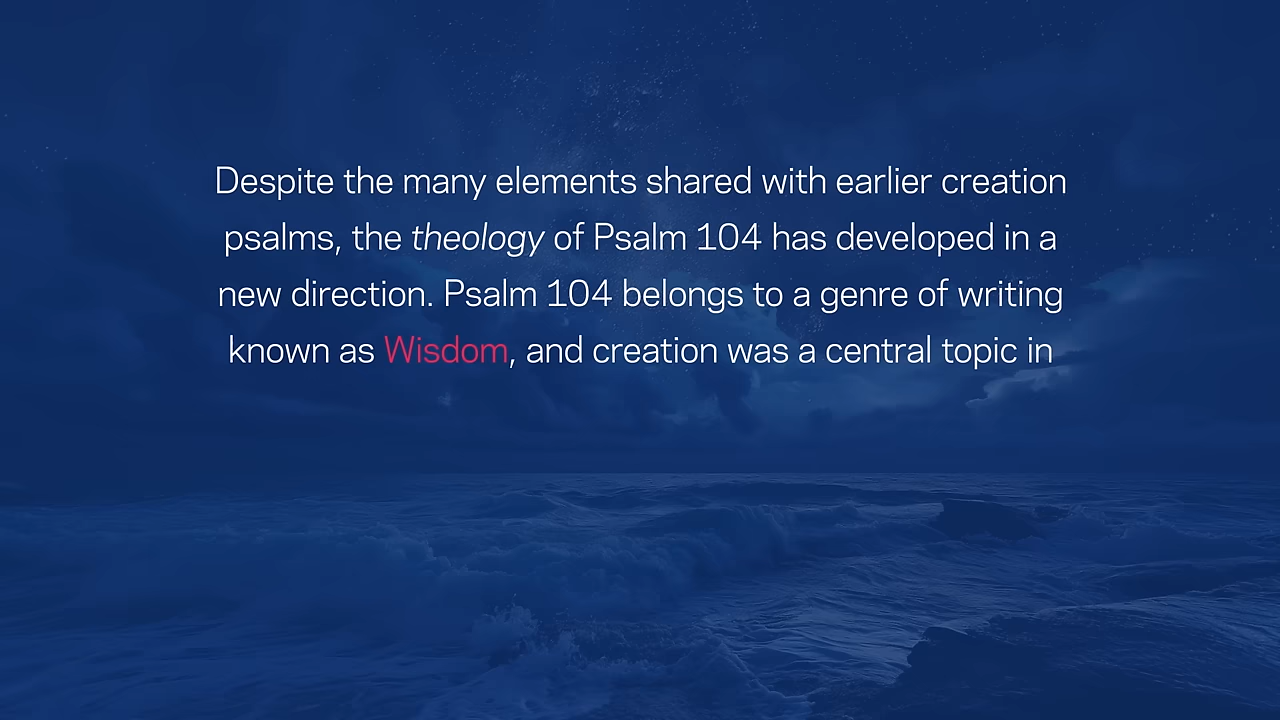 Despite the many elements shared with earlier creation
psalms, the theology of Psalm 104 has developed in a
new direction. Psalm 104 belongs to a genre of writing
known as Wisdom, and creation was a central topic in